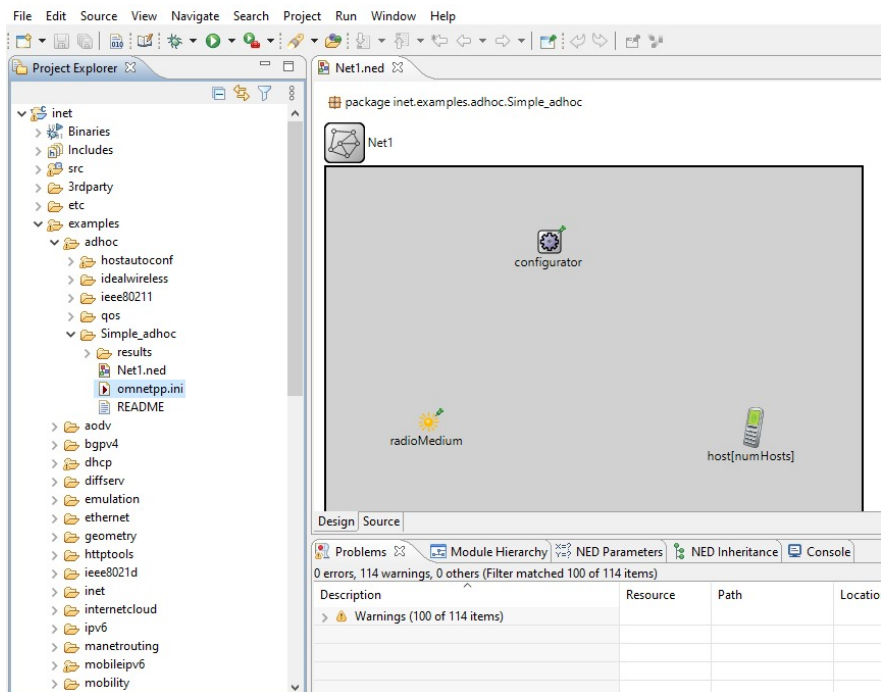 File Edit Source View Navigate Search Project Run Window Help
Project Explorer
inet
Binaries
Includes
src
3rdparty
etc
examples
adhoc
hostautoconf
idealwireless
ieee80211
qos
Simple_adhoc
results
Net1.ned
omnetpp.ini
README
aodv
bgpv4
dhcp
diffserv
emulation
ethernet
geometry
httptools
ieee8021d
inet
internetcloud
ipv6
manetrouting
mobileipv6
mobility
Net1.ned
package inet.examples.adhoc.Simple_adhoc
Net1
configurator
radioMedium
host[numHosts]
Design Source
Problems Module Hierarchy NED Parameters NED Inheritance Console
0 errors, 114 warnings, 0 others (Filter matched 100 of 114 items)
Description Resource Path Locatio
Warnings (100 of 114 items)